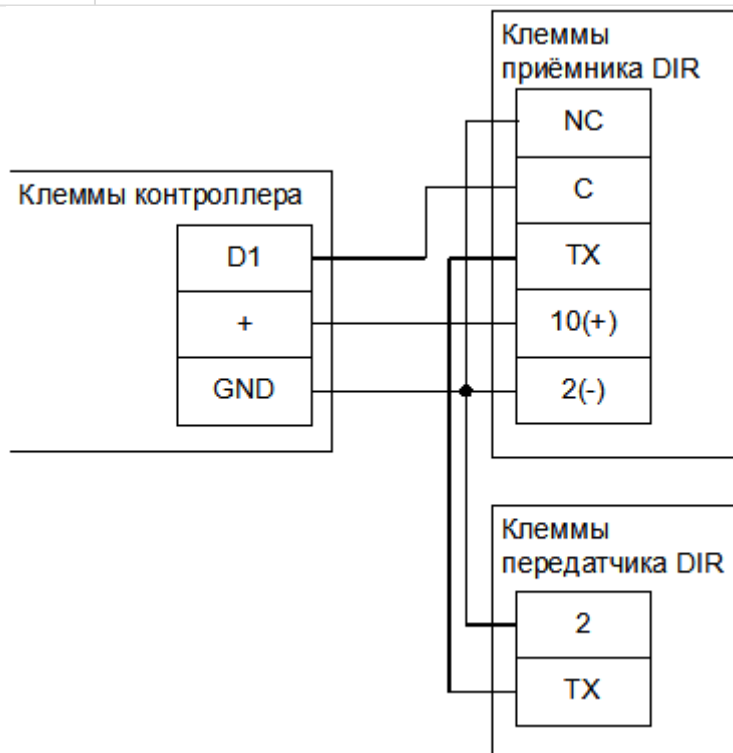 Клеммы
приёмника DIR
NC
C
TX
10(+)
2(-)
Клеммы контроллера
D1
+
GND
Клеммы
передатчика DIR
2
TX